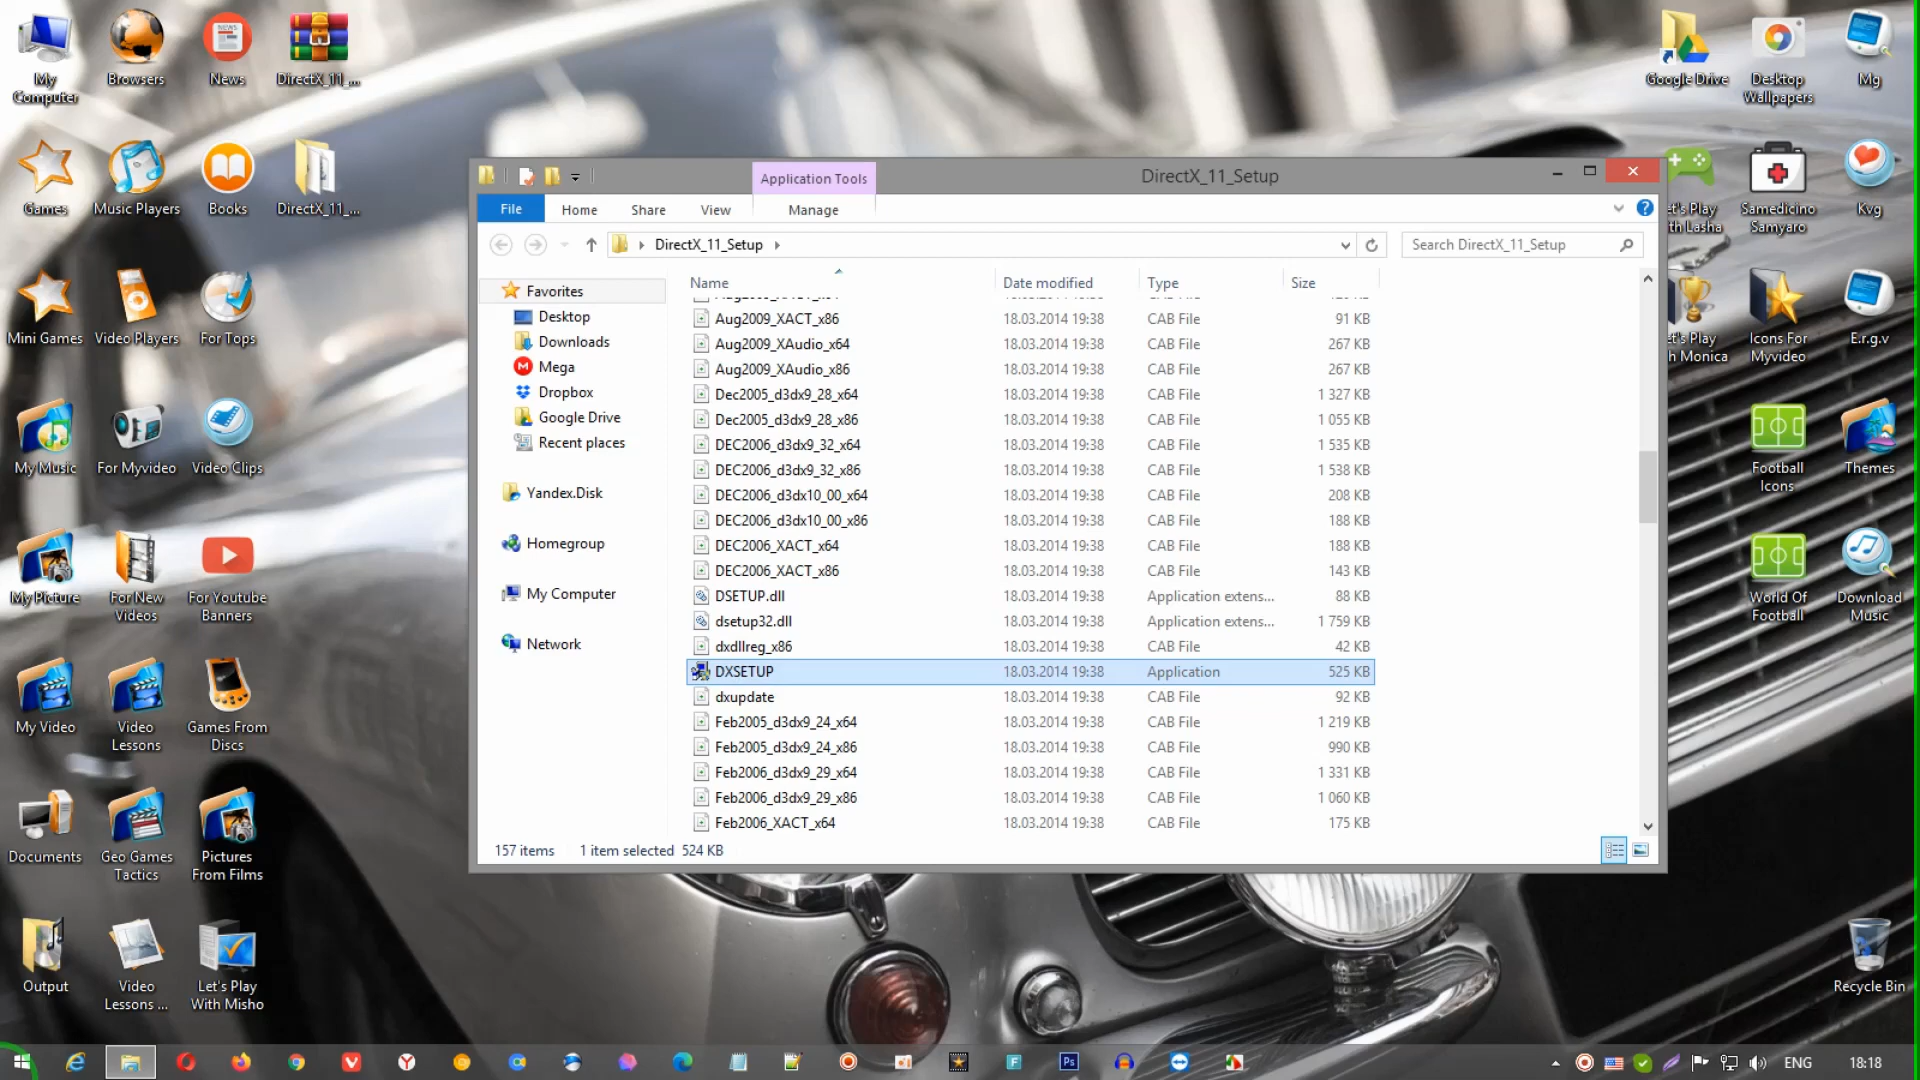 My
Computer
Browsers
News
DirectX_11_...
Games
Music Players
Books
DirectX_11_...
Mini Games
Video Players
For Tops
My Music
For Myvideo
Video Clips
My Picture
For New
Videos
For Youtube
Banners
My Video
Video
Lessons
Games From
Discs
Documents
Geo Games
Tactics
Pictures
From Films
Output
Video
Lessons ...
Let's Play
With Misho
Application Tools
DirectX_11_Setup
File
Home
Share
View
Manage
DirectX_11_Setup
Search DirectX_11_Setup
Name
Date modified
Type
Size
Favorites
Desktop
Downloads
Mega
Dropbox
Google Drive
Recent places
Yandex.Disk
Homegroup
My Computer
Network
Aug2009_XACT_x86 18.03.2014 19:38 CAB File 91 KB
Aug2009_XAudio_x64 18.03.2014 19:38 CAB File 267 KB
Aug2009_XAudio_x86 18.03.2014 19:38 CAB File 267 KB
Dec2005_d3dx9_28_x64 18.03.2014 19:38 CAB File 1 327 KB
Dec2005_d3dx9_28_x86 18.03.2014 19:38 CAB File 1 055 KB
DEC2006_d3dx9_32_x64 18.03.2014 19:38 CAB File 1 535 KB
DEC2006_d3dx9_32_x86 18.03.2014 19:38 CAB File 1 538 KB
DEC2006_d3dx10_00_x64 18.03.2014 19:38 CAB File 208 KB
DEC2006_d3dx10_00_x86 18.03.2014 19:38 CAB File 188 KB
DEC2006_XACT_x64 18.03.2014 19:38 CAB File 188 KB
DEC2006_XACT_x86 18.03.2014 19:38 CAB File 143 KB
DSETUP.dll 18.03.2014 19:38 Application extens... 88 KB
dsetup32.dll 18.03.2014 19:38 Application extens... 1 759 KB
dxdllreg_x86 18.03.2014 19:38 CAB File 42 KB
DXSETUP 18.03.2014 19:38 Application 525 KB
dxupdate 18.03.2014 19:38 CAB File 92 KB
Feb2005_d3dx9_24_x64 18.03.2014 19:38 CAB File 1 219 KB
Feb2005_d3dx9_24_x86 18.03.2014 19:38 CAB File 990 KB
Feb2006_d3dx9_29_x64 18.03.2014 19:38 CAB File 1 331 KB
Feb2006_d3dx9_29_x86 18.03.2014 19:38 CAB File 1 060 KB
Feb2006_XACT_x64 18.03.2014 19:38 CAB File 175 KB
157 items 1 item selected 524 KB
Google Drive
Desktop
Wallpapers
Mg
Samedicino
Samyaro
Kvg
Icons For
Myvideo
E.r.g.v
Football
Icons
Themes
World Of
Football
Download
Music
Recycle Bin
ENG
18:18